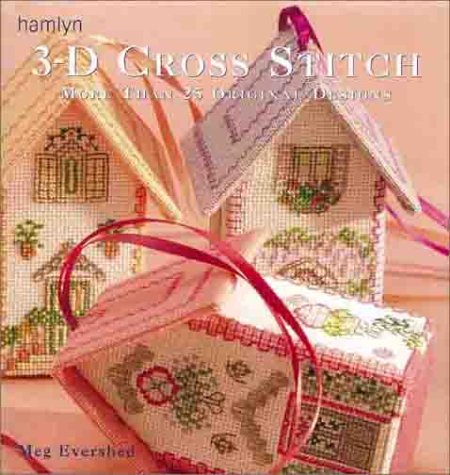 hamlyn
3-D CROSS STITCH
MORE THAN 25 ORIGINAL DESIGNS
Meg Evershed